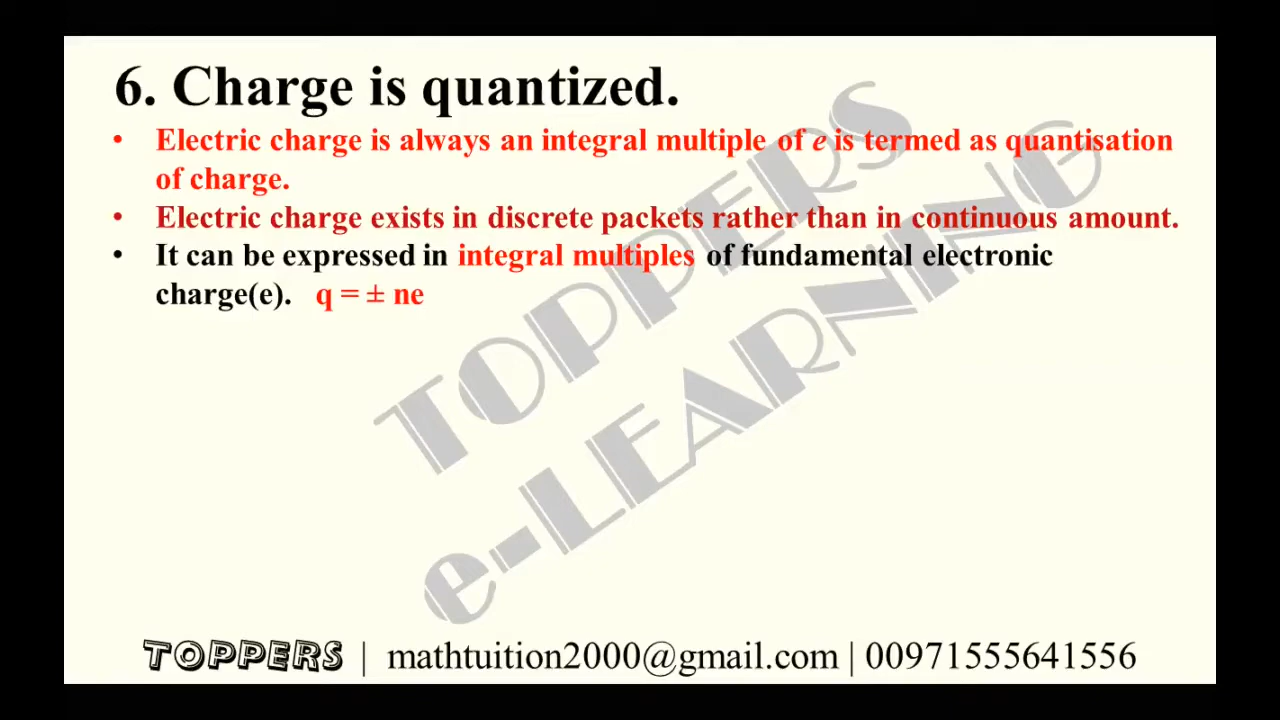 6. Charge is quantized.
• Electric charge is always an integral multiple of e is termed as quantisation
of charge.
• Electric charge exists in discrete packets rather than in continuous amount.
• It can be expressed in integral multiples of fundamental electronic
charge(e). q = ± ne
TOPPERS
e-LEARNING
TOPPERS | mathtuition2000@gmail.com | 00971555641556